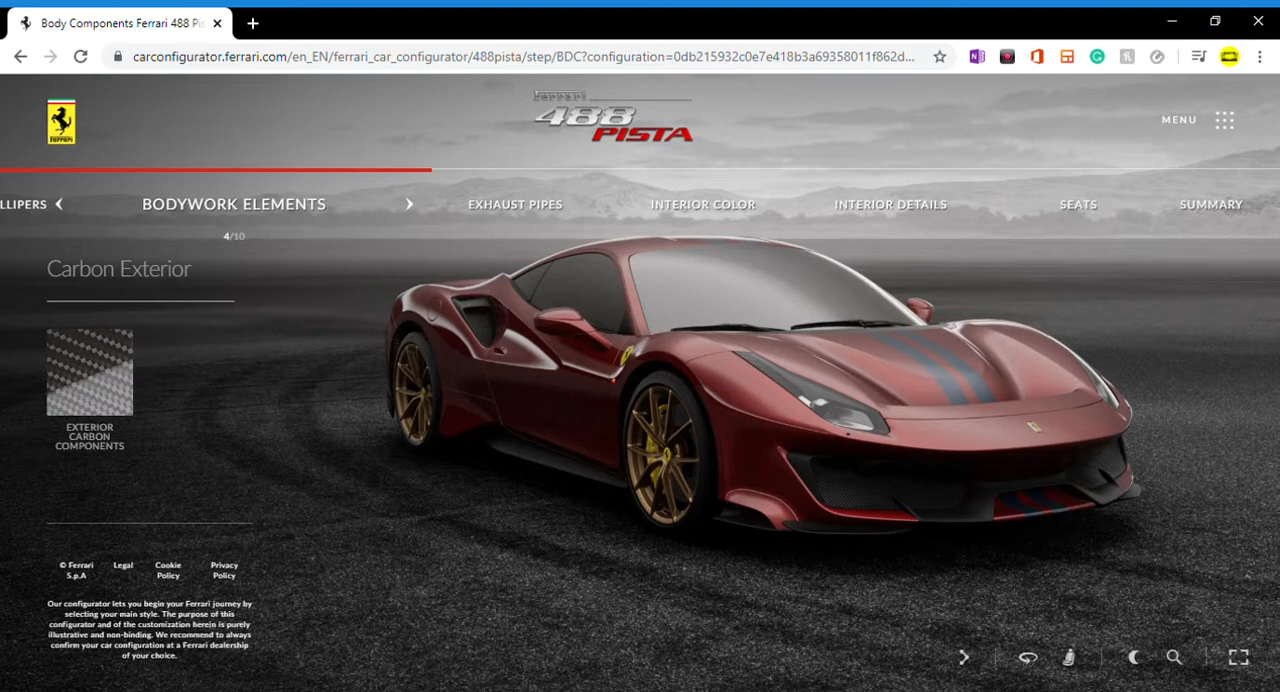 Body Components Ferrari 488 Pis
carconfigurator.ferrari.com/en_EN/ferrari_car_configurator/488pista/step/BDC?configuration=0db215932c0e7e418b3a69358011f862d...
Ferrari
488
PISTA
Ferrari
MENU
LLIPERS
BODYWORK ELEMENTS
EXHAUST PIPES
INTERIOR COLOR
INTERIOR DETAILS
SEATS
SUMMARY
4/10
Carbon Exterior
EXTERIOR
CARBON
COMPONENTS
© Ferrari
S.p.A
Legal
Cookie
Policy
Privacy
Policy
Our configurator lets you begin your Ferrari journey by
selecting your main style. The purpose of this
configurator and of the customization herein is purely
illustrative and non-binding. We recommend to always
confirm your car configuration at a Ferrari dealership
of your choice.